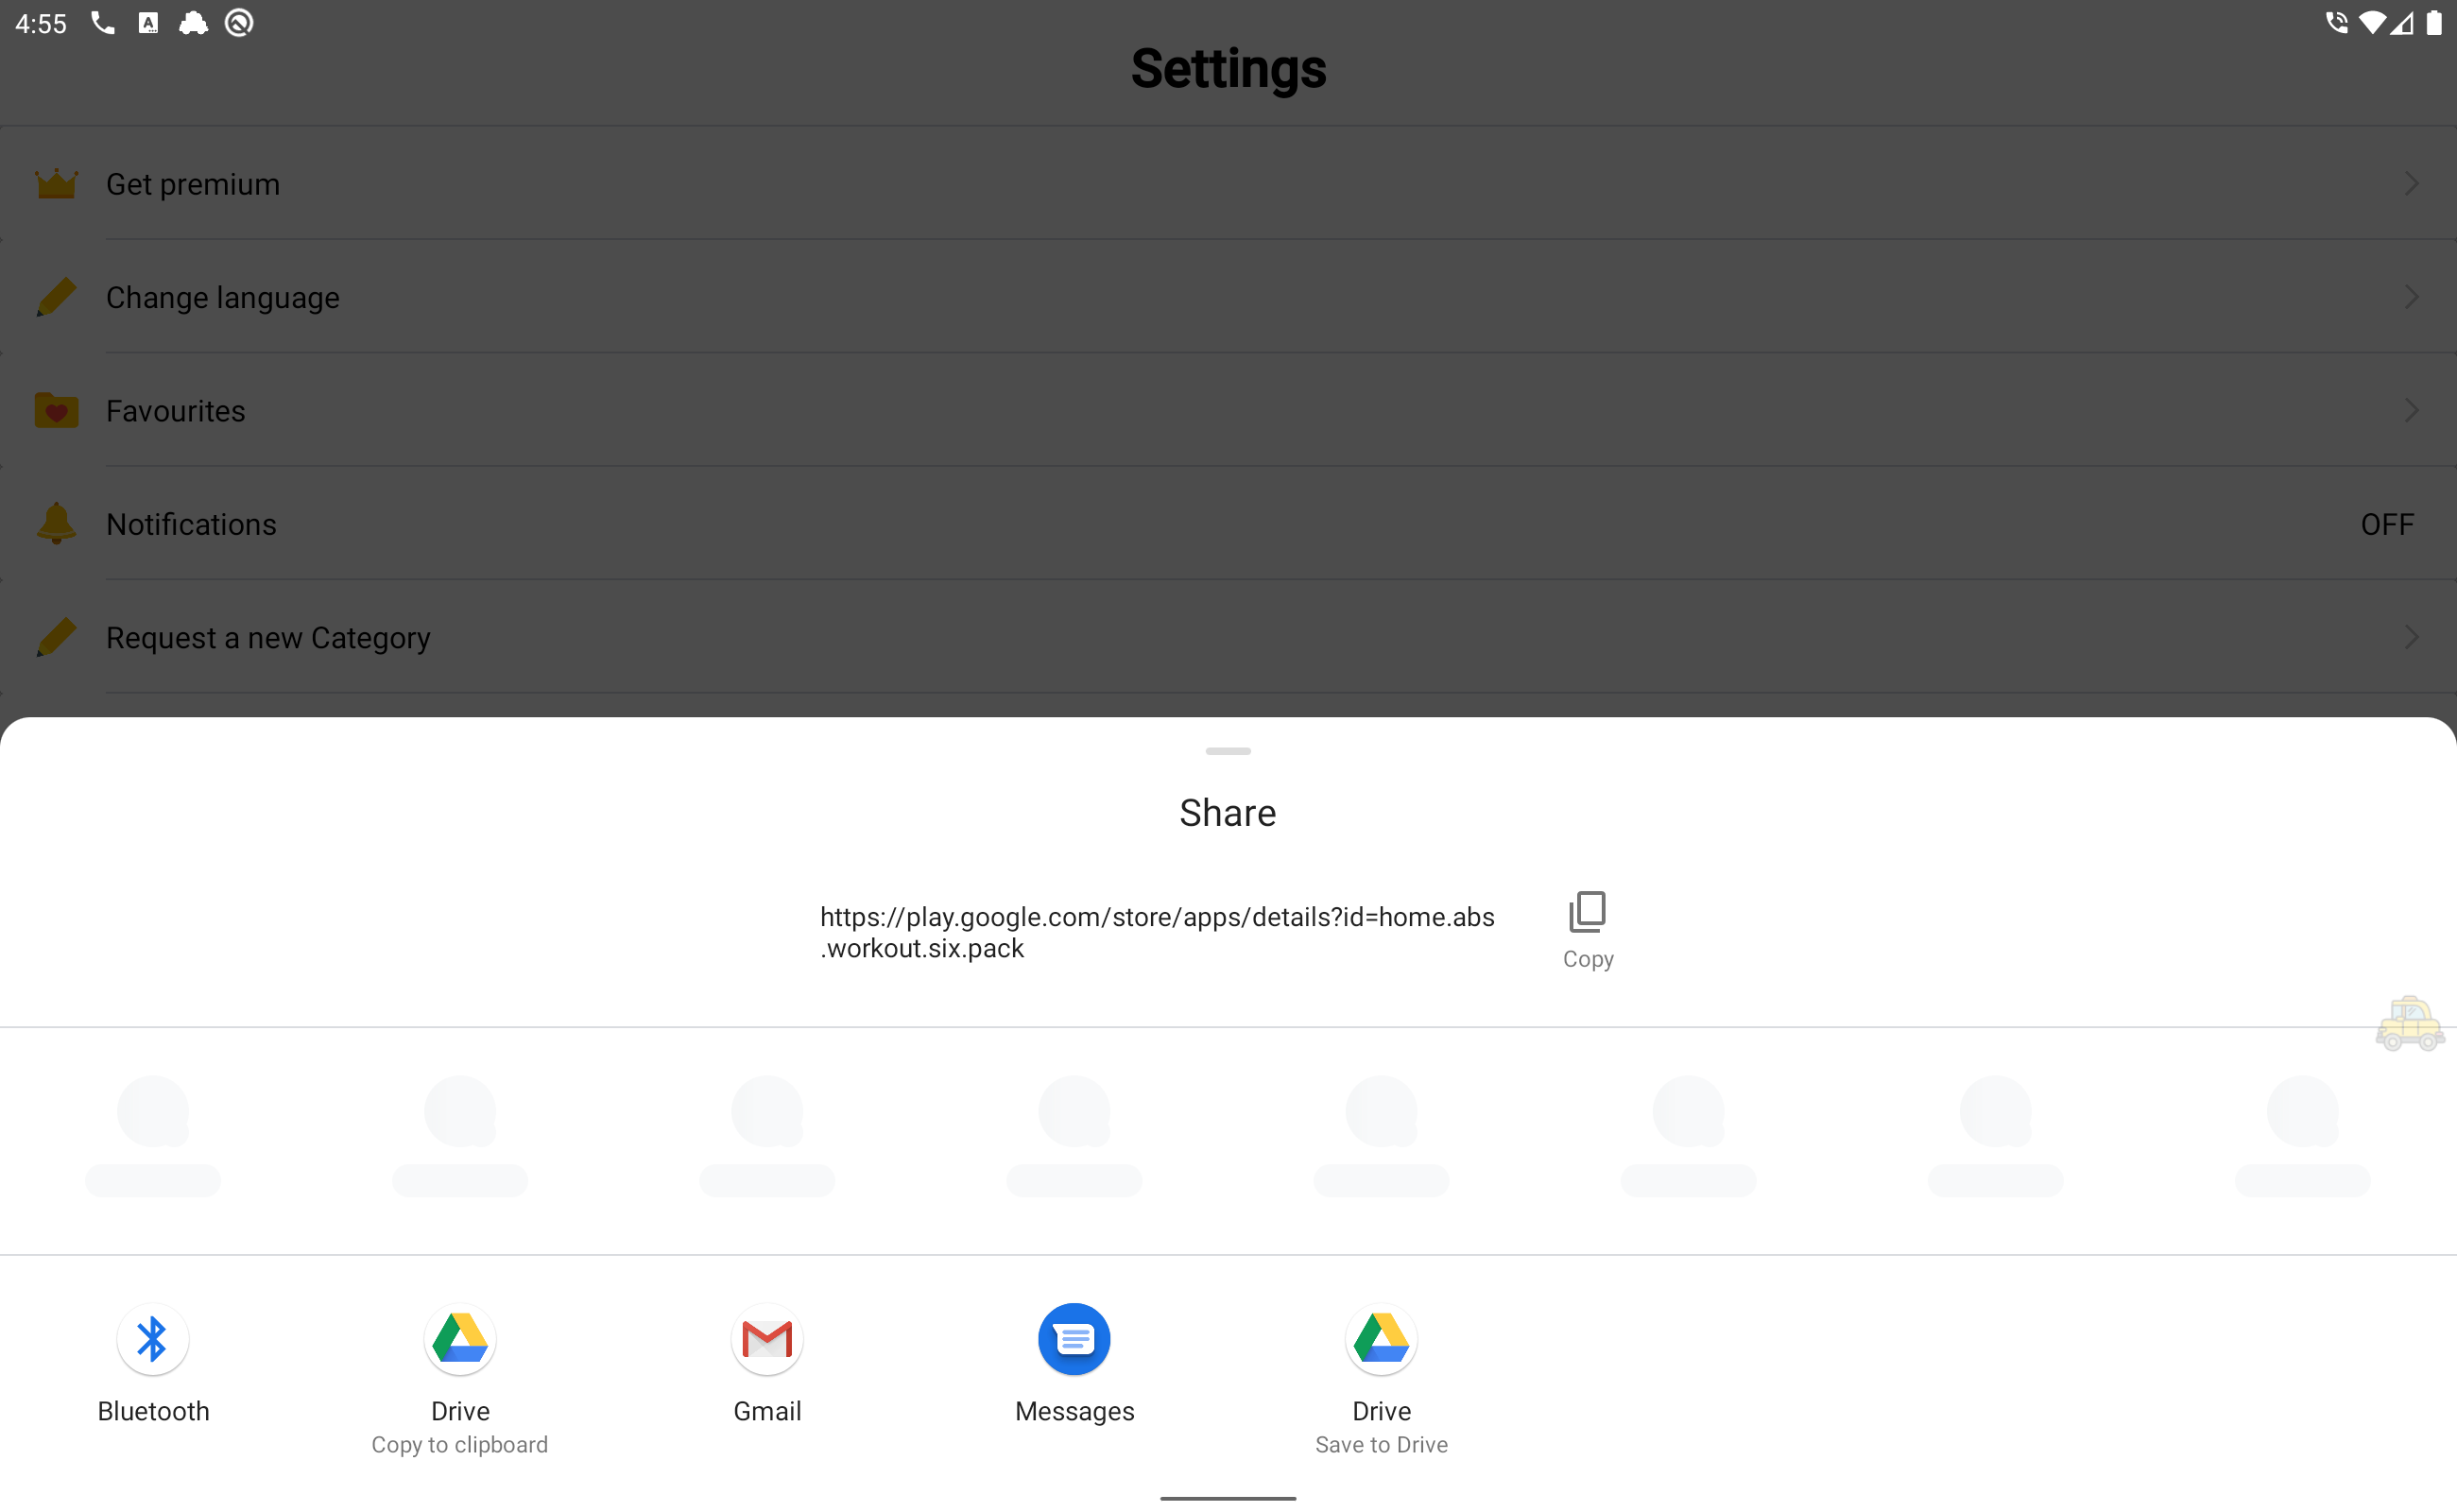 4:55
Settings
Get premium
Change language
Favourites
Notifications OFF
Request a new Category
Share
https://play.google.com/store/apps/details?id=home.abs
.workout.six.pack
Copy
Bluetooth Drive Gmail Messages Drive
Copy to clipboard Save to Drive